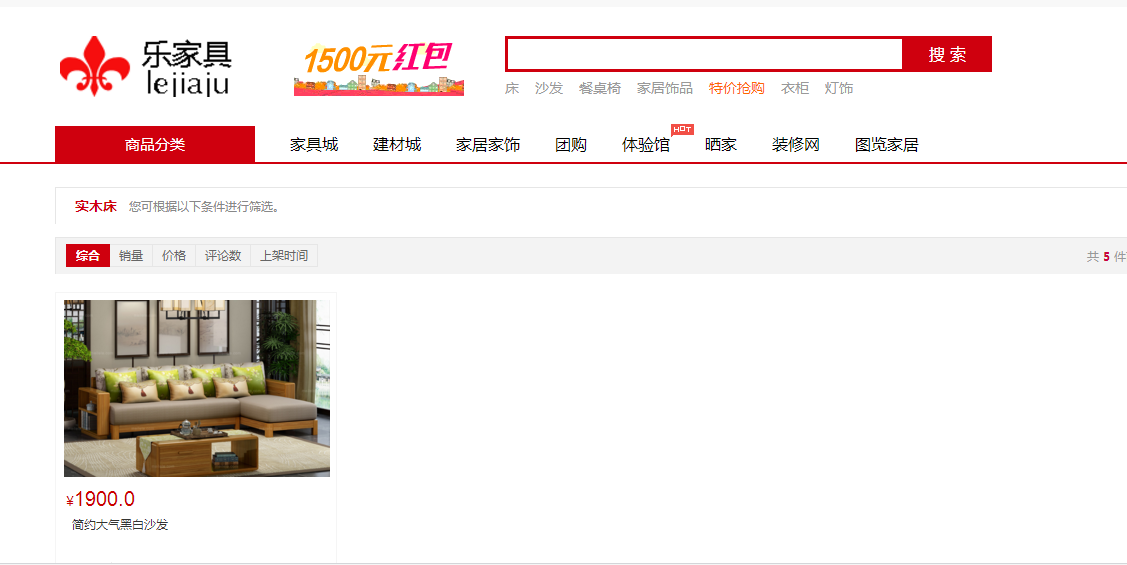 乐家具
lejiaju
1500元红包
搜 索
床 沙发 餐桌椅 家居饰品 特价抢购 衣柜 灯饰
商品分类 家具城 建材城 家居家饰 团购 体验馆 HOT 晒家 装修网 图览家居
实木床 您可根据以下条件进行筛选。
综合 销量 价格 评论数 上架时间 共 5 件
¥1900.0
简约大气黑白沙发